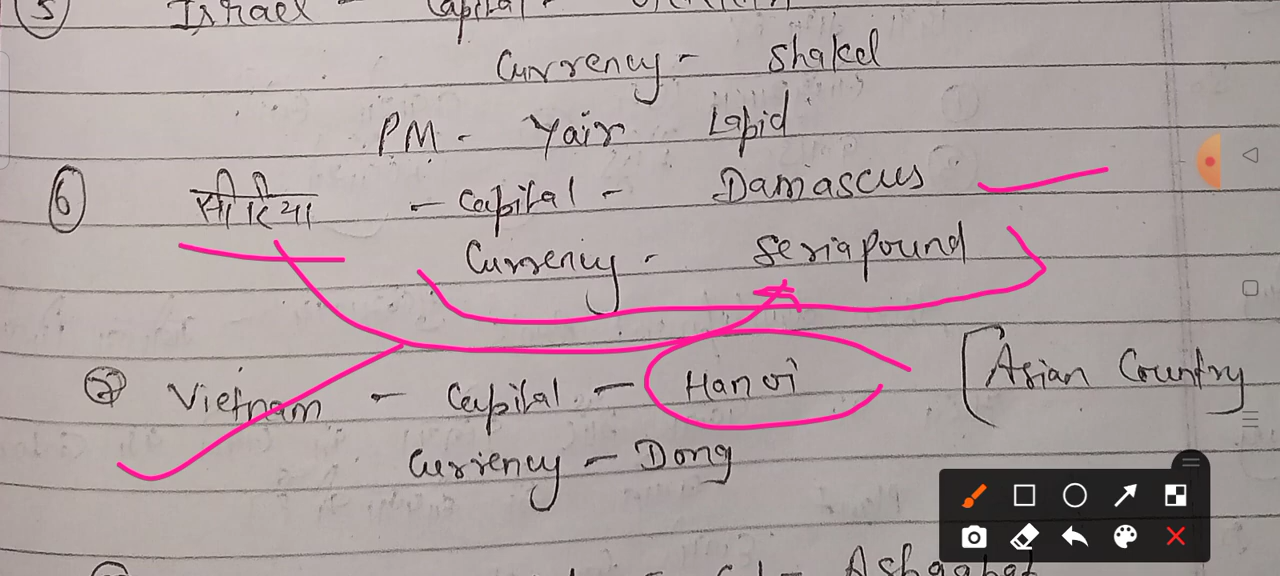 5 Israel - Capital -
Currency - Shakel
PM - Yair Lapid
6 सीरिया - Capital - Damascus
Currency - Seriapound
7 Vietnam - Capital - Hanoi [Asian Country
Currency - Dong
Ashgabat